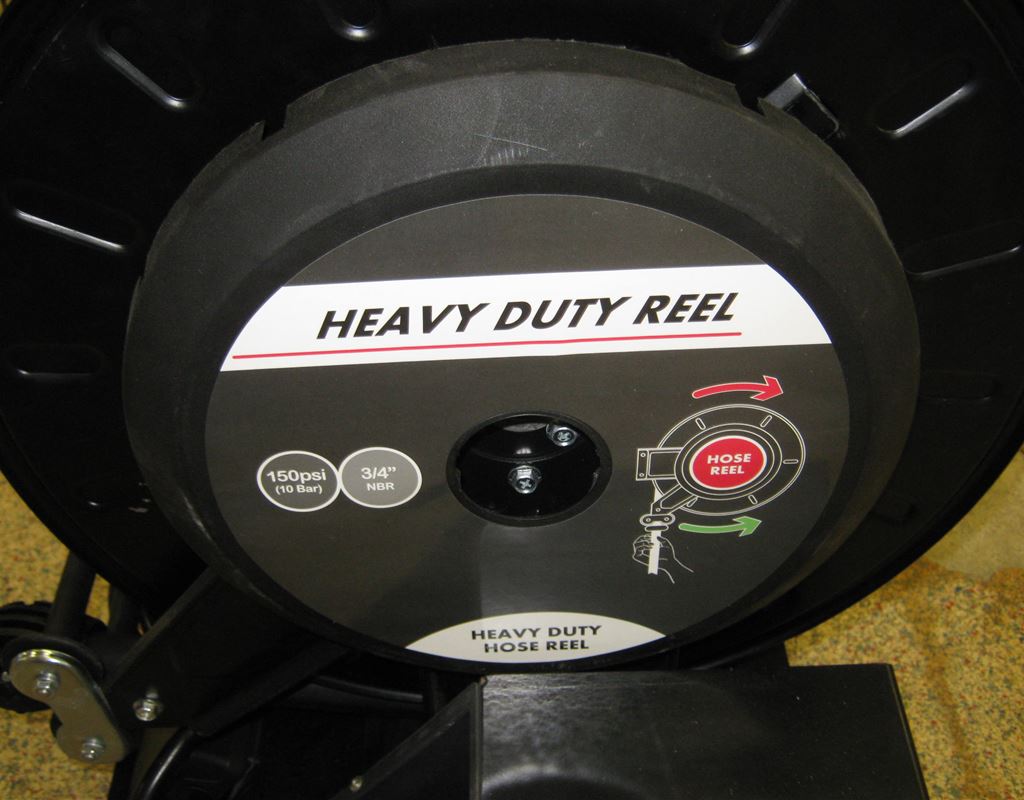 HEAVY DUTY REEL
150psi
(10 Bar)
3/4”
NBR
HOSE
REEL
HEAVY DUTY
HOSE REEL